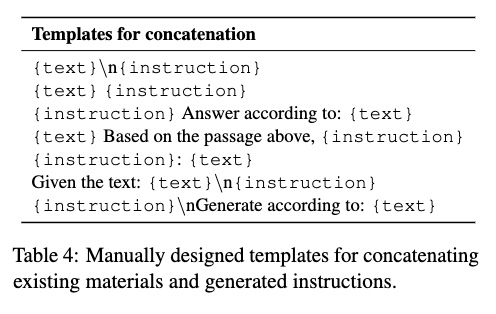 Templates for concatenation
{text}\n{instruction}
{text} {instruction}
{instruction} Answer according to: {text}
{text} Based on the passage above, {instruction}
{instruction}: {text}
Given the text: {text}\n{instruction}
{instruction}\nGenerate according to: {text}
Table 4: Manually designed templates for concatenating
existing materials and generated instructions.